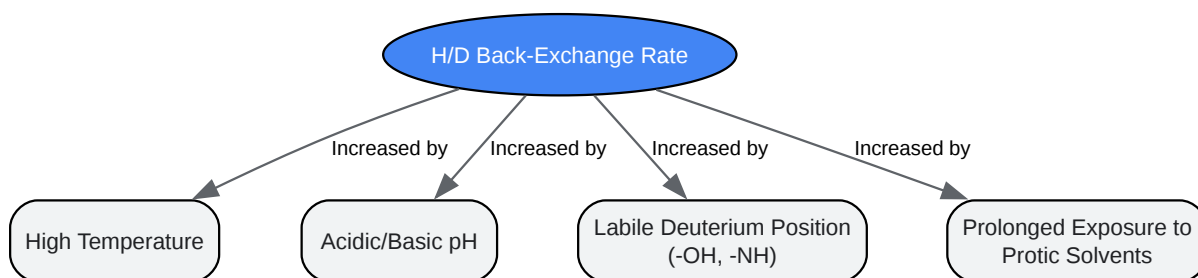 H/D Back-Exchange Rate
Increased by
Increased by
Increased by
Increased by
High Temperature
Acidic/Basic pH
Labile Deuterium Position
(-OH, -NH)
Prolonged Exposure to
Protic Solvents